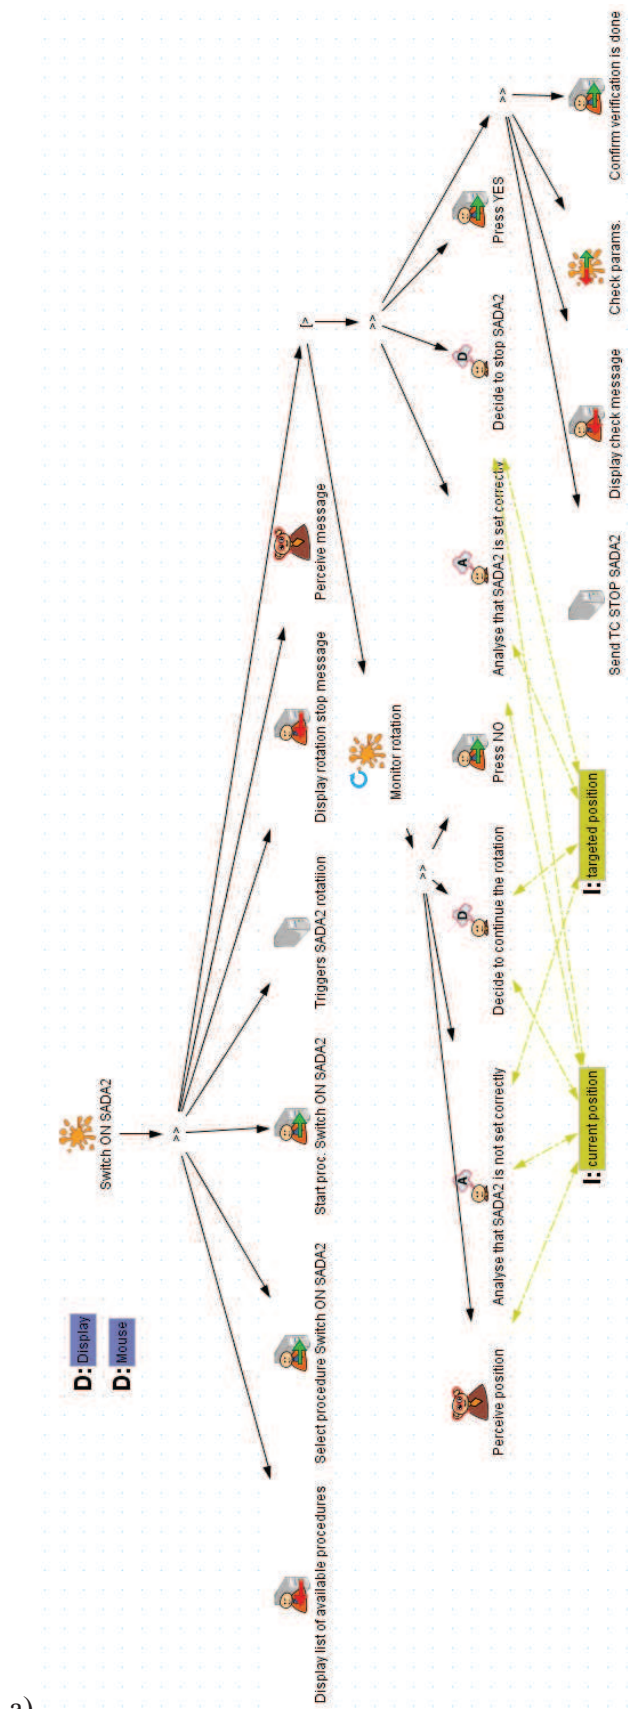 a)
D: Display
D: Mouse
Switch ON SADA2
>>
Display list of available procedures
Select procedure Switch ON SADA2
Start proc. Switch ON SADA2
Triggers SADA2 rotatiion
Display rotation stop message
Perceive message
[>
Monitor rotation
>>
>>
Perceive position
A
Analyse that SADA2 is not set correctly
D
Decide to continue the rotation
Press NO
A
Analyse that SADA2 is set correctly
D
Decide to stop SADA2
Press YES
>>
I: current position
I: targeted position
Send TC STOP SADA2
Display check message
Check params.
Confirm verification is done